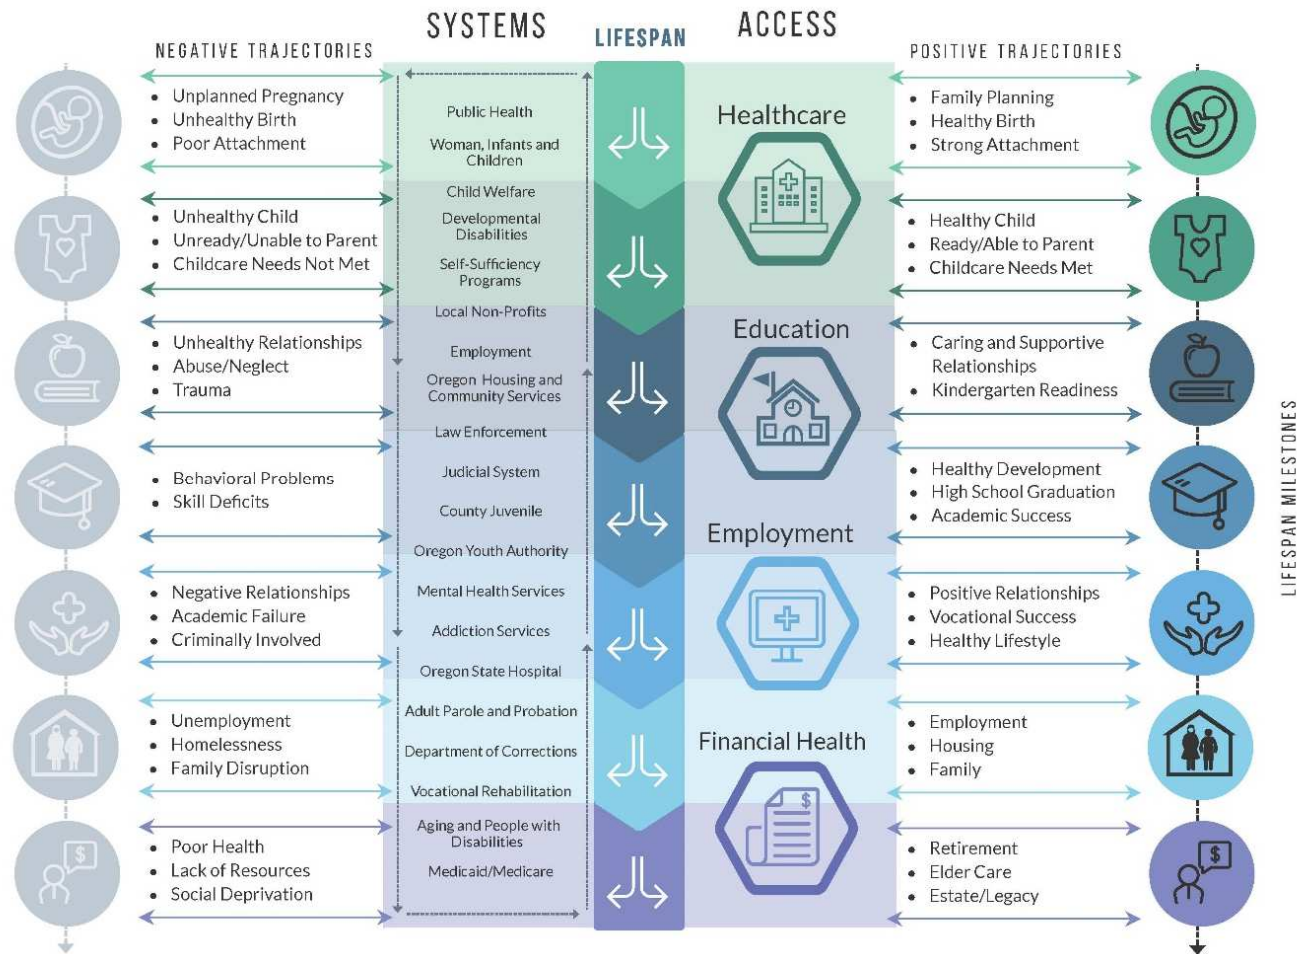 SYSTEMS
LIFESPAN
ACCESS
NEGATIVE TRAJECTORIES
POSITIVE TRAJECTORIES
• Unplanned Pregnancy
• Unhealthy Birth
• Poor Attachment
• Unhealthy Child
• Unready/Unable to Parent
• Childcare Needs Not Met
• Unhealthy Relationships
• Abuse/Neglect
• Trauma
• Behavioral Problems
• Skill Deficits
• Negative Relationships
• Academic Failure
• Criminally Involved
• Unemployment
• Homelessness
• Family Disruption
• Poor Health
• Lack of Resources
• Social Deprivation
Public Health
Woman, Infants and
Children
Child Welfare
Developmental
Disabilities
Self-Sufficiency
Programs
Local Non-Profits
Employment
Oregon Housing and
Community Services
Law Enforcement
Judicial System
County Juvenile
Oregon Youth Authority
Mental Health Services
Addiction Services
Oregon State Hospital
Adult Parole and Probation
Department of Corrections
Vocational Rehabilitation
Aging and People with
Disabilities
Medicaid/Medicare
Healthcare
Education
Employment
Financial Health
$
• Family Planning
• Healthy Birth
• Strong Attachment
• Healthy Child
• Ready/Able to Parent
• Childcare Needs Met
• Caring and Supportive
Relationships
• Kindergarten Readiness
• Healthy Development
• High School Graduation
• Academic Success
• Positive Relationships
• Vocational Success
• Healthy Lifestyle
• Employment
• Housing
• Family
• Retirement
• Elder Care
• Estate/Legacy
$
$
LIFESPAN MILESTONES